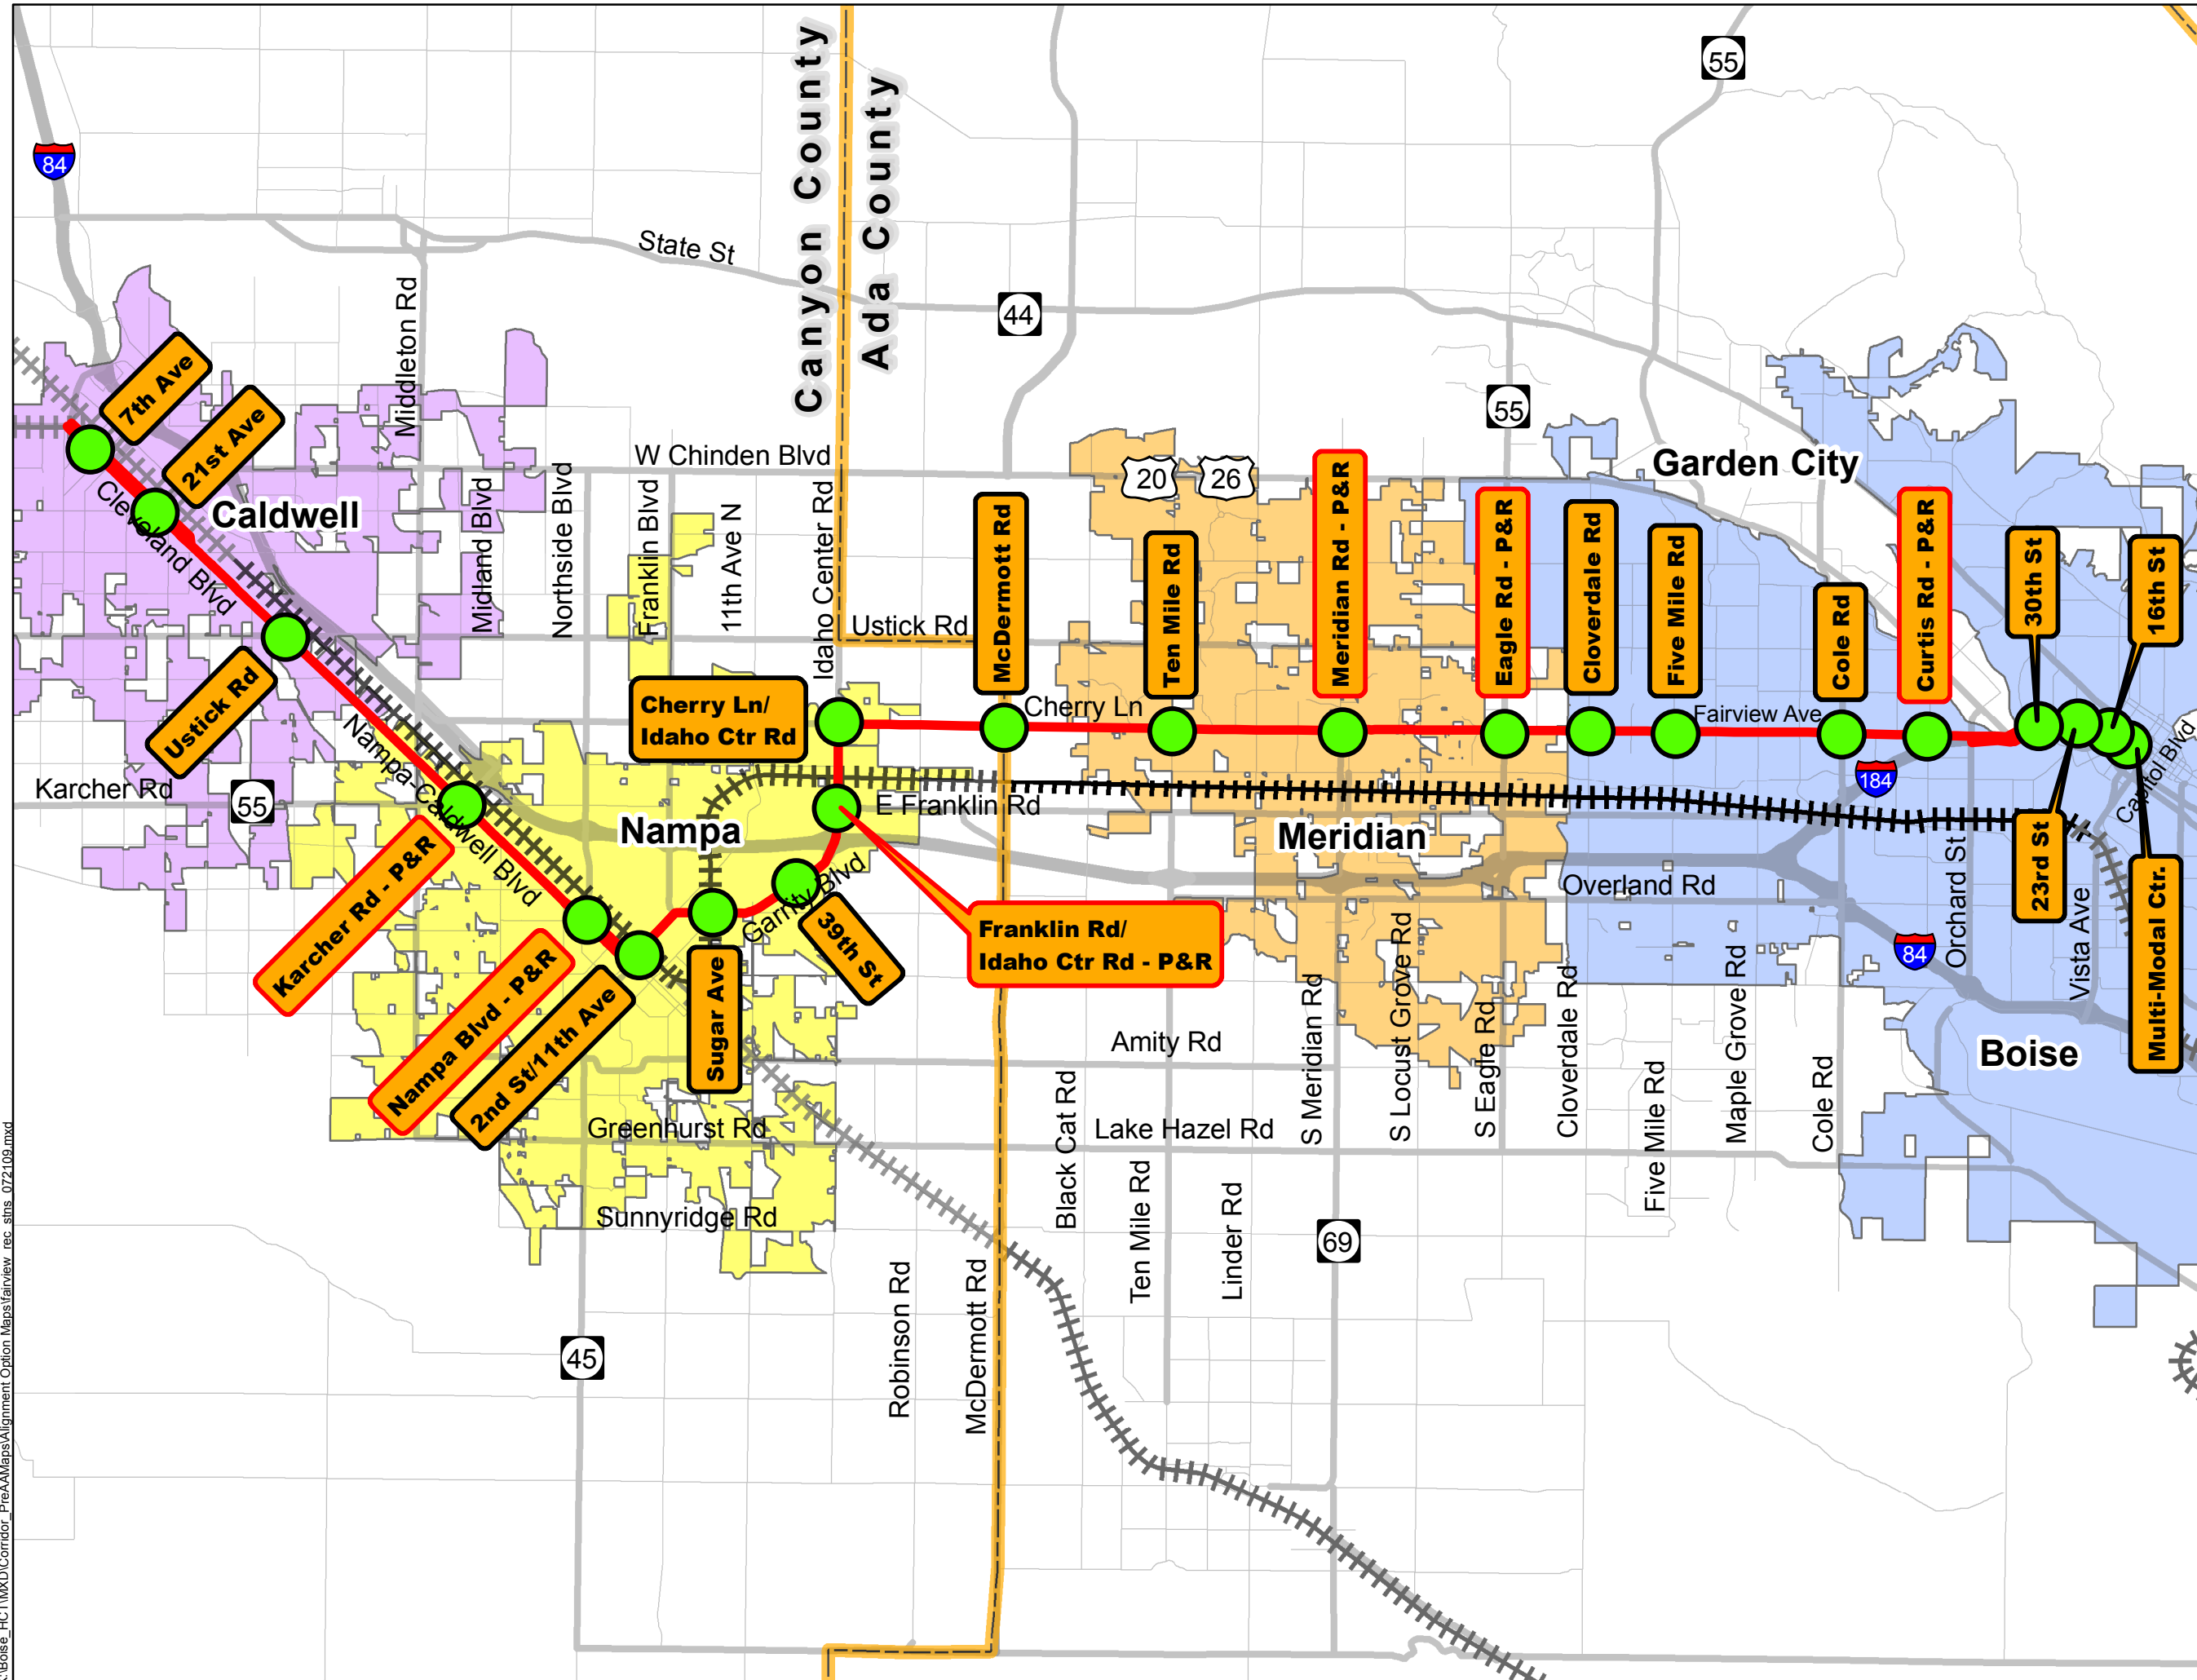 Canyon County
Ada County
55
84
State St
44
Middleton Rd
7th Ave
21st Ave
55
W Chinden Blvd
Garden City
20
26
Caldwell
Cleveland Blvd
Midland Blvd
Northside Blvd
Franklin Blvd
11th Ave N
Idaho Center Rd
Ustick Rd
McDermott Rd
Ten Mile Rd
Meridian Rd - P&R
Eagle Rd - P&R
Cloverdale Rd
Five Mile Rd
Cole Rd
Curtis Rd - P&R
30th St
16th St
Ustick Rd
Cherry Ln/
Idaho Ctr Rd
Cherry Ln
Fairview Ave
Capitol Blvd
184
Karcher Rd
55
Nampa-Caldwell Blvd
E Franklin Rd
Nampa
Meridian
Karcher Rd - P&R
Garrity Blvd
39th St
Franklin Rd/
Idaho Ctr Rd - P&R
Overland Rd
Orchard St
23rd St
Vista Ave
Multi-Modal Ctr.
84
Nampa Blvd - P&R
2nd St/11th Ave
Sugar Ave
Amity Rd
Boise
Greenhurst Rd
Lake Hazel Rd
Black Cat Rd
S Meridian Rd
S Locust Grove Rd
S Eagle Rd
Cloverdale Rd
Five Mile Rd
Maple Grove Rd
Cole Rd
Sunnyridge Rd
Ten Mile Rd
Linder Rd
69
Robinson Rd
McDermott Rd
45
\Boise_HCT\MXD\Corridor_PreAAMaps\Alignment Option Maps\fairview_rec_stns_072109.mxd